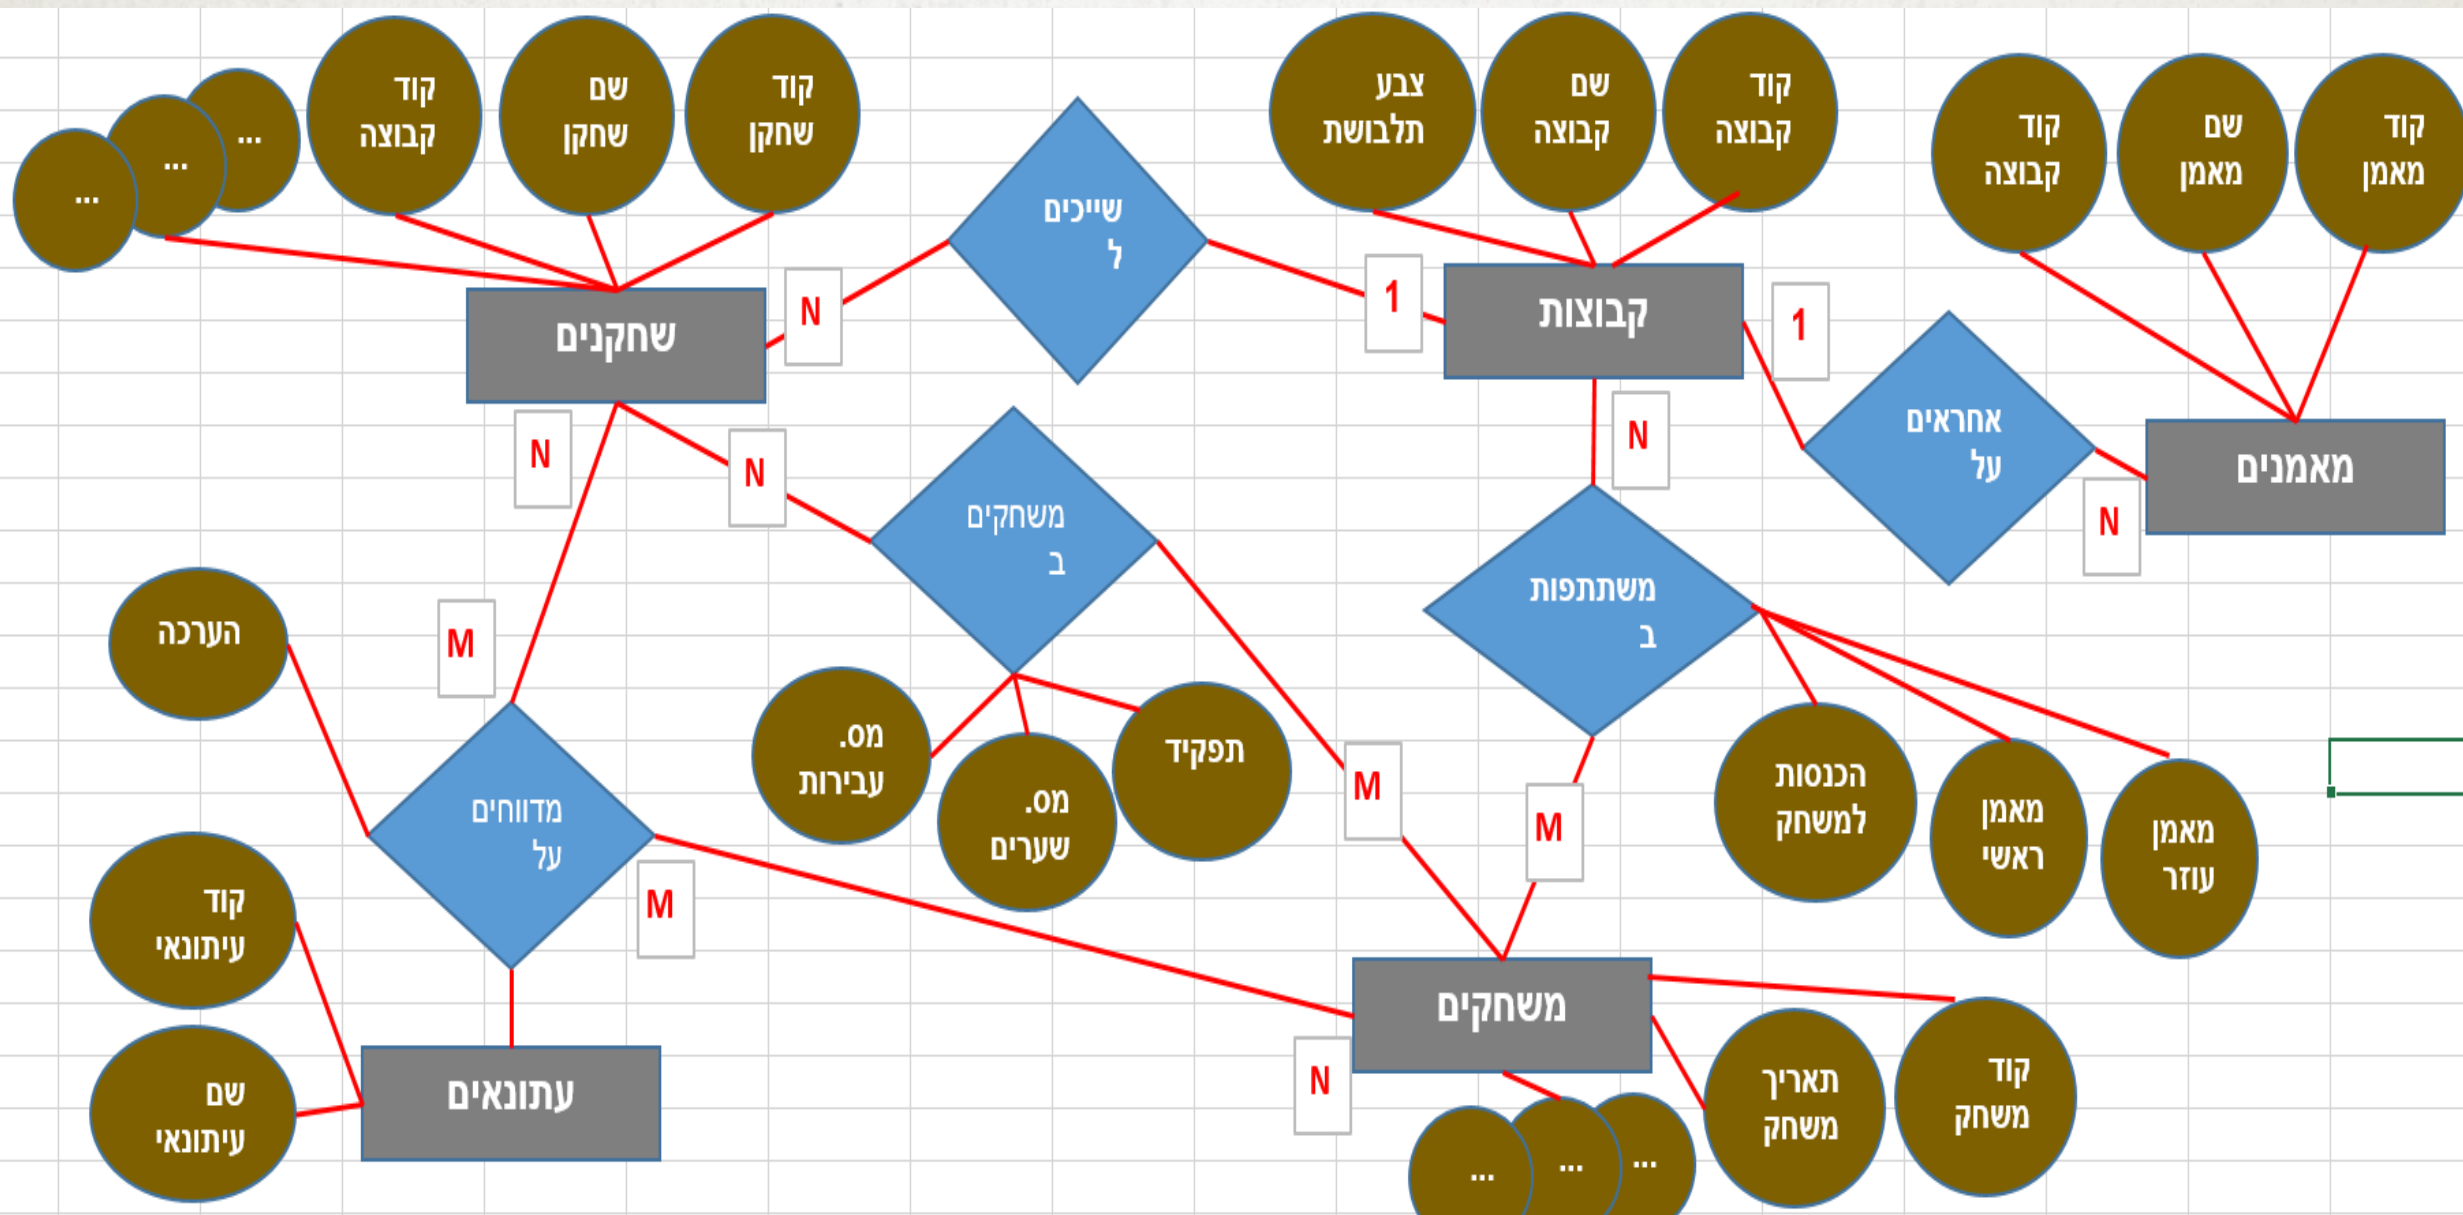 קוד
מאמן
שם
מאמן
קוד
קבוצה
קוד
קבוצה
שם
קבוצה
צבע
תלבושת
קוד
שחקן
שם
שחקן
קוד
קבוצה
...
...
...
שייכים
ל
קבוצות
1
1
N
שחקנים
אחראים
על
מאמנים
N
N
משתתפות
ב
משחקים
ב
N
N
M
הערכה
הכנסות
למשחק
מאמן
ראשי
מאמן
עוזר
M
M
תפקיד
מס.
שערים
מס.
עבירות
מדווחים
על
M
קוד
עיתונאי
שם
עיתונאי
עתונאים
משחקים
N
קוד
משחק
תאריך
משחק
...
...
...